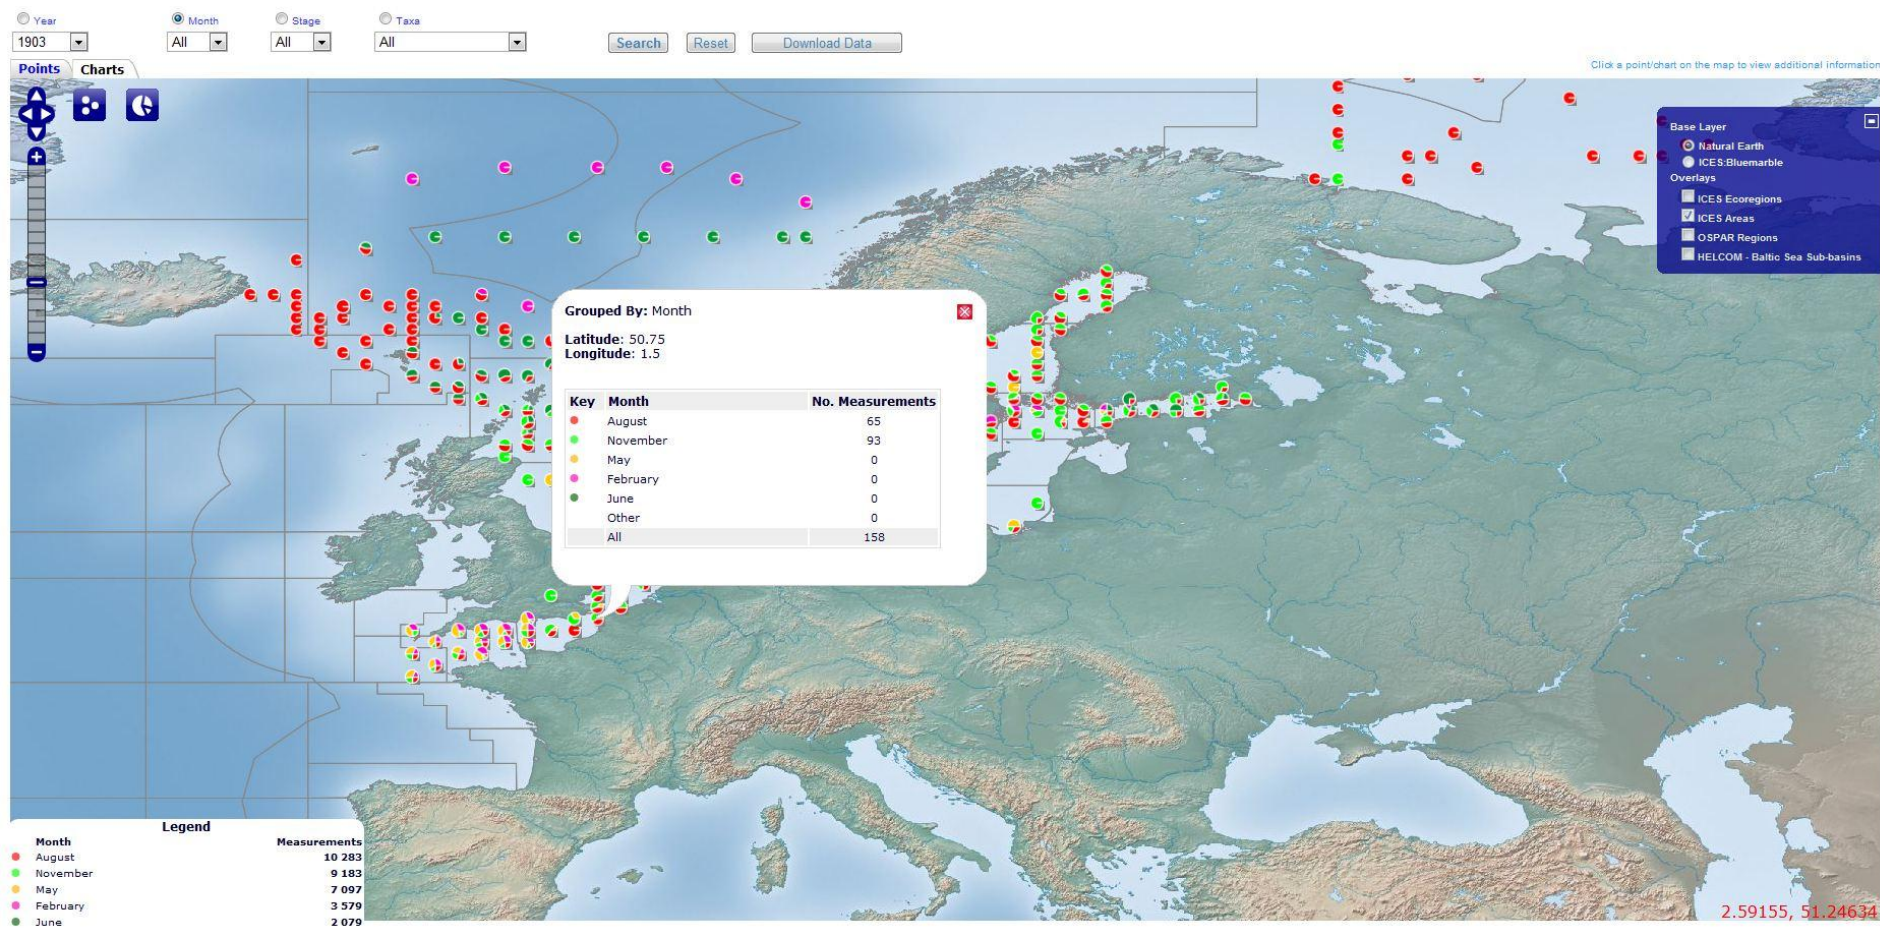 Year Month Stage Taxa
1903 All All All Search Reset Download Data
Points Charts Click a point/chart on the map to view additional information
Base Layer
Natural Earth
ICES:Bluemarble
Overlays
ICES Ecoregions
ICES Areas
OSPAR Regions
HELCOM - Baltic Sea Sub-basins
Grouped By: Month
Latitude: 50.75
Longitude: 1.5
Key Month No. Measurements
August 65
November 93
May 0
February 0
June 0
Other 0
All 158
Legend
Month Measurements
August 10 283
November 9 183
May 7 097
February 3 579
June 2 079
2.59155, 51.24634